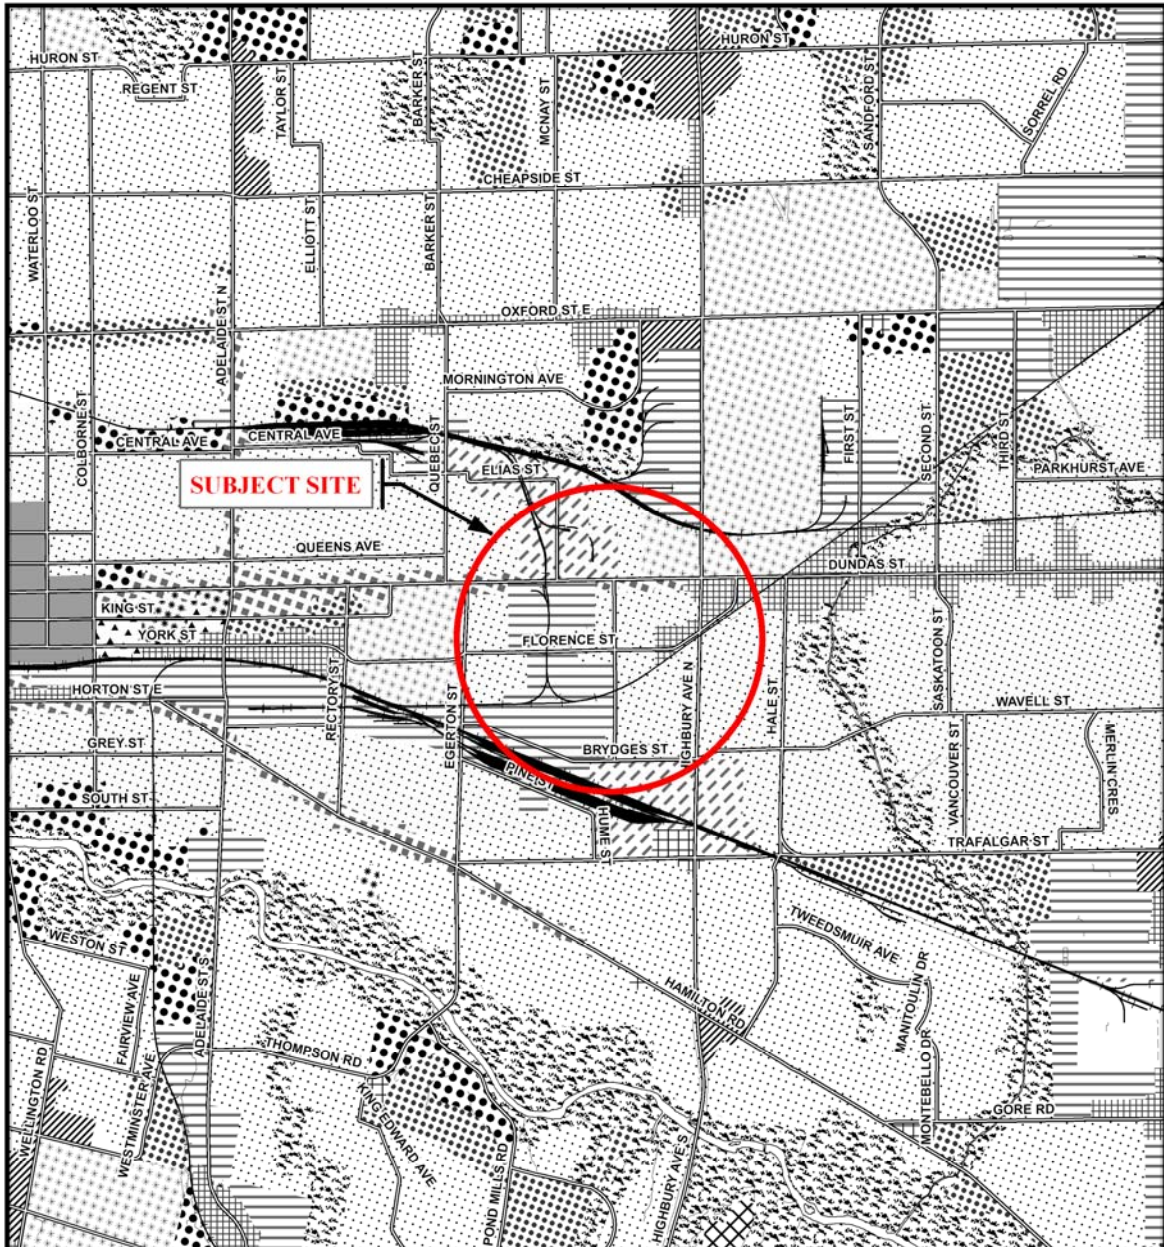 HURON ST
HURON ST
REGENT ST
TAYLOR ST
BARKER ST
MCNAY ST
SANDFORD ST
SORREL RD
CHEAPSIDE ST
WATERLOO ST
ELLIOTT ST
BARKER ST
ADELAIDE ST N
OXFORD ST E
MORNINGTON AVE
COLBORNE ST
CENTRAL AVE
CENTRAL AVE
QUEBEC ST
FIRST ST
SECOND ST
THIRD ST
ELIAS ST
PARKHURST AVE
SUBJECT SITE
QUEENS AVE
DUNDAS ST
KING ST
YORK ST
FLORENCE ST
SASKATOON ST
HORTON ST E
RECTORY ST
EGERTON ST
IGHBURY AVE N
HALE ST
WAVELL ST
GREY ST
BRYDGES ST
VANCOUVER ST
MERLIN CRES
PINE ST
SOUTH ST
HUME ST
TRAFALGAR ST
WESTON ST
TWEEDSMUIR AVE
FAIRVIEW AVE
ADELAIDE ST S
HAMILTON RD
MANITOULIN DR
THOMPSON RD
WELLINGTON RD
WESTMINSTER AVE
KING EDWARD AVE
POND MILLS RD
HIGHBURY AVE S
MONTEBELLO DR
GORE RD